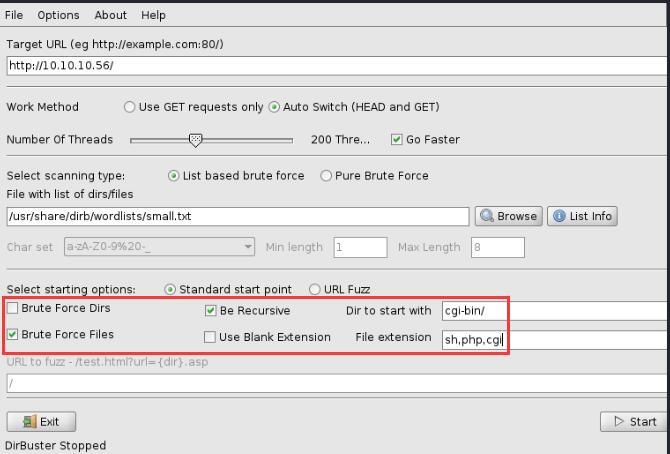 File Options About Help
Target URL (eg http://example.com:80/)
http://10.10.10.56/
Work Method Use GET requests only Auto Switch (HEAD and GET)
Number Of Threads 200 Thre... Go Faster
Select scanning type: List based brute force Pure Brute Force
File with list of dirs/files
/usr/share/dirb/wordlists/small.txt Browse List Info
Char set a-zA-Z0-9%20-_ Min length 1 Max Length 8
Select starting options: Standard start point URL Fuzz
Brute Force Dirs Be Recursive Dir to start with cgi-bin/
Brute Force Files Use Blank Extension File extension sh,php,cgi
URL to fuzz - /test.html?url={dir}.asp
/
Exit Start
DirBuster Stopped